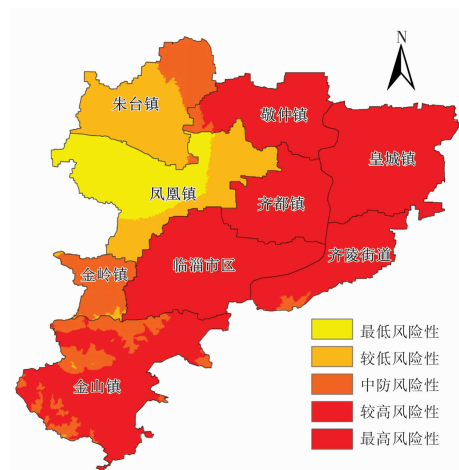 N
朱台镇
敬仲镇
皇城镇
凤凰镇
齐都镇
临淄市区
齐陵街道
金岭镇
金山镇
最低风险性
较低风险性
中防风险性
较高风险性
最高风险性